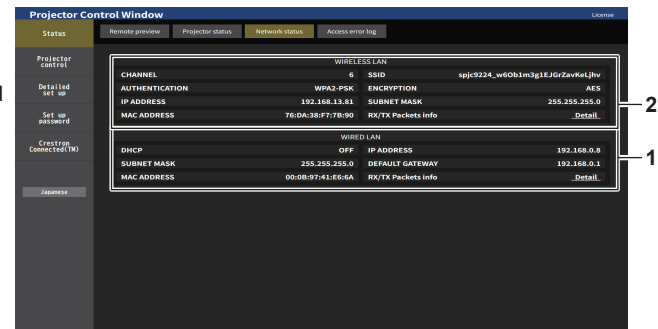 Projector Control Window
License
Status
Remote preview
Projector status
Network status
Access error log
Projector
control
Detailed
set up
Set up
password
Crestron
Connected(TM)
Japanese
WIRELESS LAN
CHANNEL 6 SSID spjc9224_w6Ob1m3g1EJGrZavKeLjhv
AUTHENTICATION WPA2-PSK ENCRYPTION AES
IP ADDRESS 192.168.13.81 SUBNET MASK 255.255.255.0
MAC ADDRESS 76:DA:38:F7:7B:90 RX/TX Packets info Detail
WIRED LAN
DHCP OFF IP ADDRESS 192.168.0.8
SUBNET MASK 255.255.255.0 DEFAULT GATEWAY 192.168.0.1
MAC ADDRESS 00:0B:97:41:E6:6A RX/TX Packets info Detail
2
1